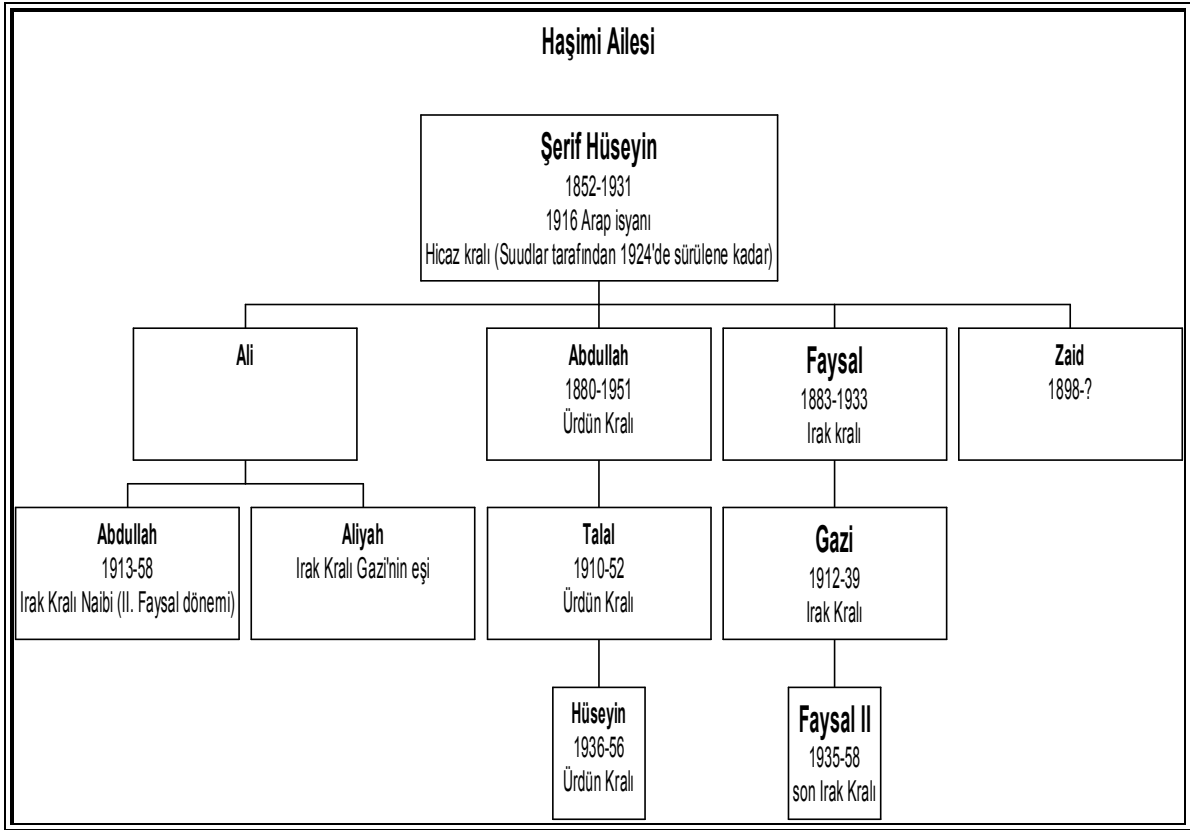 Haşimi Ailesi
Şerif Hüseyin
1852-1931
1916 Arap isyanı
Hicaz kralı (Suudlar tarafından 1924'de sürülene kadar)
Ali
Abdullah
1880-1951
Ürdün Kralı
Faysal
1883-1933
Irak kralı
Zaid
1898-?
Abdullah
1913-58
Irak Kralı Naibi (II. Faysal dönemi)
Aliyah
Irak Kralı Gazi'nin eşi
Talal
1910-52
Ürdün Kralı
Gazi
1912-39
Irak Kralı
Hüseyin
1936-56
Ürdün Kralı
Faysal II
1935-58
son Irak Kralı